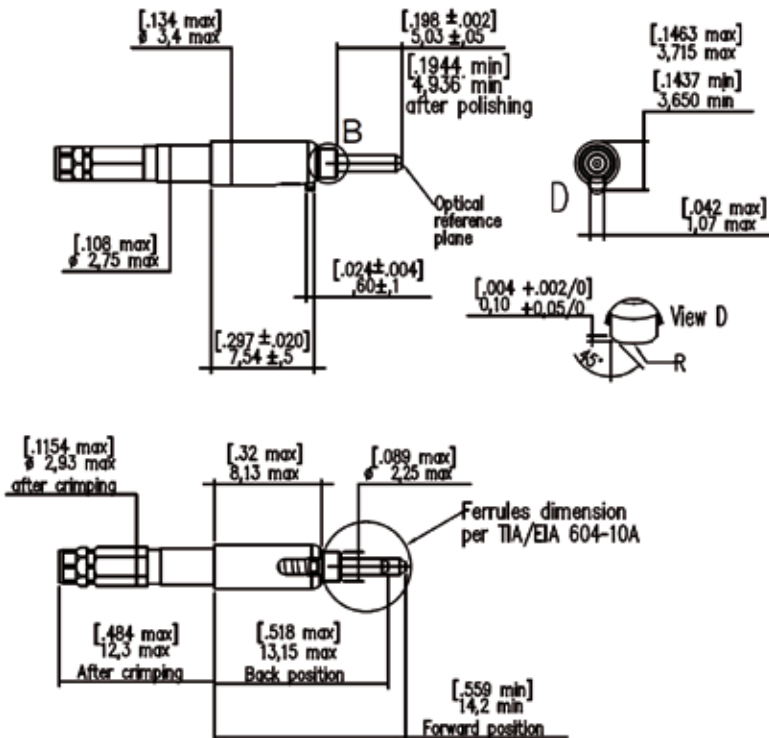 [.134 max]
ø 3,4 max
[.198 ±.002]
5,03 ±,05
[.1944 min]
4,936 min
after polishing
B
[.1463 max]
3,715 max
[.1437 min]
3,650 min
D
[.042 max]
1,07 max
Optical
reference
plane
[.108 max]
ø 2,75 max
[.024±.004]
,60±,1
[.297 ±.020]
7,54 ±,5
[.004 +.002/0]
0,10 +0,05/0
View D
45°
R
[.1154 max]
ø 2,93 max
after crimping
[.32 max]
8,13 max
[.089 max]
ø 2,25 max
Ferrules dimension
per TIA/EIA 604-10A
[.484 max]
12,3 max
After crimping
[.518 max]
13,15 max
Back position
[.559 min]
14,2 min
Forward position